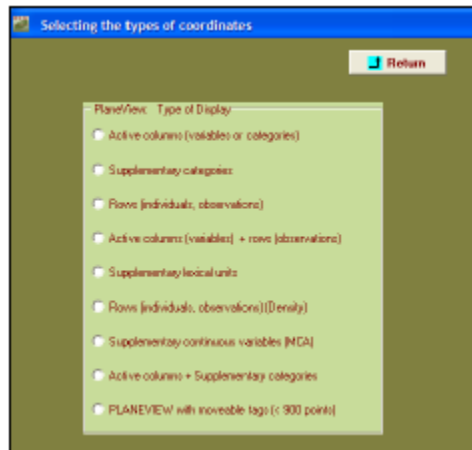 Selecting the types of coordinates
Return
PlaneView: Type of Display
Active columns (variables or categories)
Supplementary categories
Rows (individuals, observations)
Active columns (variables) + rows (observations)
Supplementary lexical units
Rows (individuals, observations)(Density)
Supplementary continuous variables (MCA)
Active columns + Supplementary categories
PLANEVIEW with moveable tags (< 900 points)